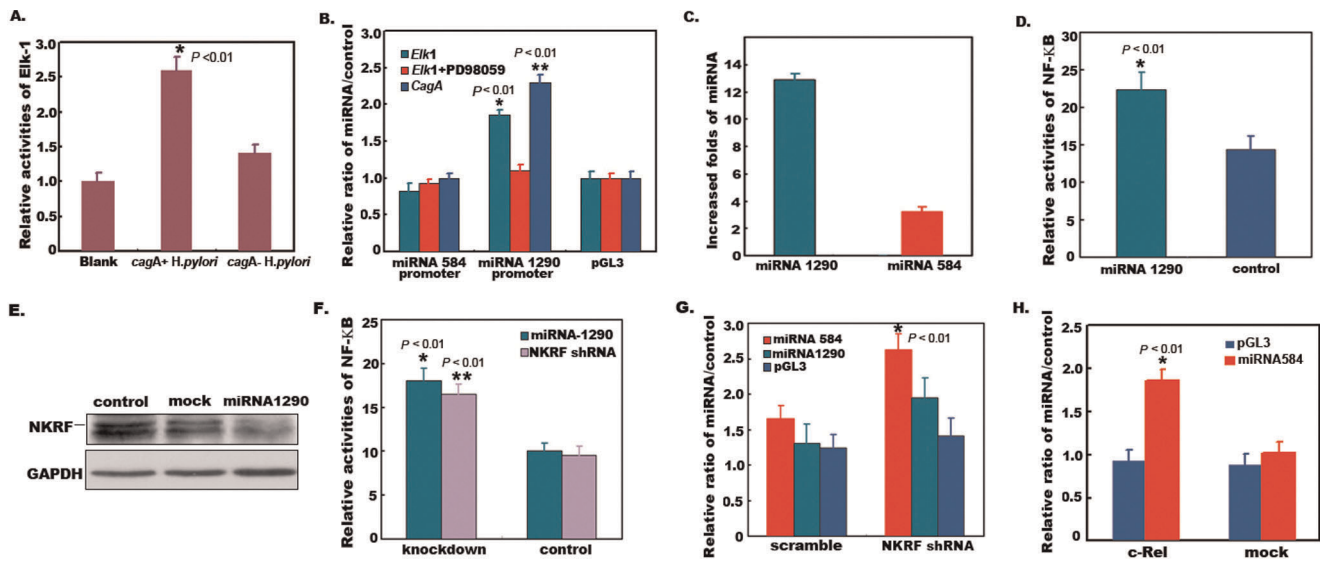 A.
Relative activities of Elk-1
3.0
2.5
2.0
1.5
1.0
0.5
0
*
P <0.01
Blank
cagA+ H.pylori
cagA- H.pylori
B.
Relative ratio of miRNA/control
3.0
2.5
2.0
1.5
1.0
0.5
0
Elk1
Elk1+PD98059
CagA
P < 0.01
*
P < 0.01
**
miRNA 584
promoter
miRNA 1290
promoter
pGL3
C.
Increased folds of miRNA
14
12
10
8
6
4
2
0
miRNA 1290
miRNA 584
D.
Relative activities of NF-κB
30
25
20
15
10
5
0
P < 0.01
*
miRNA 1290
control
E.
control
mock
miRNA1290
NKRF
GAPDH
F.
Relative activities of NF-κB
25
20
15
10
5
0
miRNA-1290
NKRF shRNA
P < 0.01
*
P < 0.01
**
knockdown
control
G.
Relative ratio of miRNA/control
3.0
2.5
2.0
1.5
1.0
0.5
0
miRNA 584
miRNA1290
pGL3
*
P < 0.01
scramble
NKRF shRNA
H.
Relative ratio of miRNA/control
2.5
2.0
1.5
1.0
0.5
0
pGL3
miRNA584
P < 0.01
*
c-Rel
mock